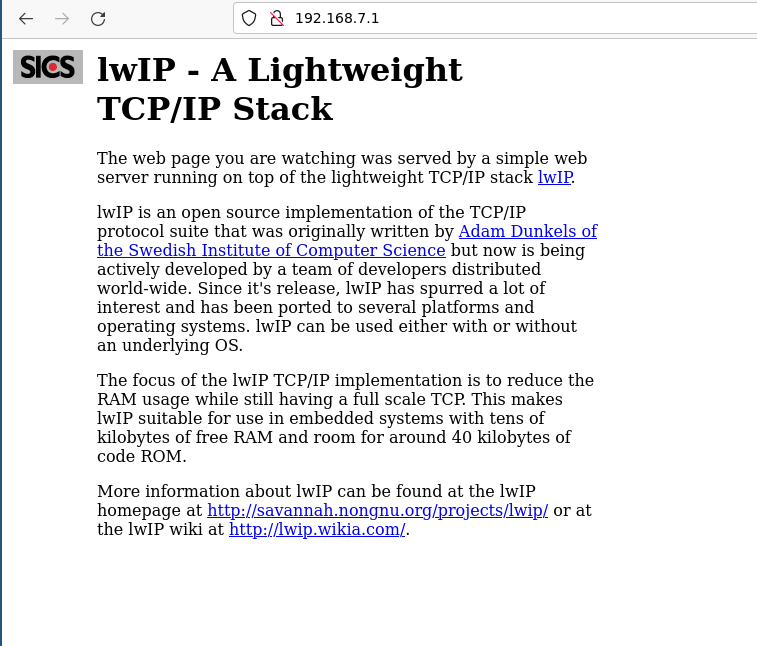 192.168.7.1
SICS
lwIP - A Lightweight
TCP/IP Stack
The web page you are watching was served by a simple web
server running on top of the lightweight TCP/IP stack lwIP.
lwIP is an open source implementation of the TCP/IP
protocol suite that was originally written by Adam Dunkels of
the Swedish Institute of Computer Science but now is being
actively developed by a team of developers distributed
world-wide. Since it's release, lwIP has spurred a lot of
interest and has been ported to several platforms and
operating systems. lwIP can be used either with or without
an underlying OS.
The focus of the lwIP TCP/IP implementation is to reduce the
RAM usage while still having a full scale TCP. This makes
lwIP suitable for use in embedded systems with tens of
kilobytes of free RAM and room for around 40 kilobytes of
code ROM.
More information about lwIP can be found at the lwIP
homepage at http://savannah.nongnu.org/projects/lwip/ or at
the lwIP wiki at http://lwip.wikia.com/.